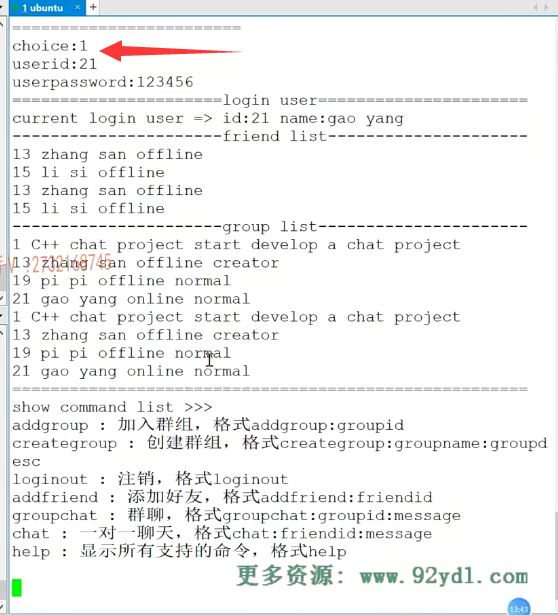 1 ubuntu
=========================
choice:1
userid:21
userpassword:123456
======================login user======================
current login user => id:21 name:gao yang
----------------------friend list---------------------
13 zhang san offline
15 li si offline
13 zhang san offline
15 li si offline
----------------------group list----------------------
1 C++ chat project start develop a chat project
13 zhang san offline creator
19 pi pi offline normal
21 gao yang online normal
1 C++ chat project start develop a chat project
13 zhang san offline creator
19 pi pi offline normal
21 gao yang online normal
======================================================
show command list >>>
addgroup : 加入群组，格式addgroup:groupid
creategroup : 创建群组，格式creategroup:groupname:groupd
esc
loginout : 注销，格式loginout
addfriend : 添加好友，格式addfriend:friendid
groupchat : 群聊，格式groupchat:groupid:message
chat : 一对一聊天，格式chat:friendid:message
help : 显示所有支持的命令，格式help
更多资源: www.92ydl.com
13:43